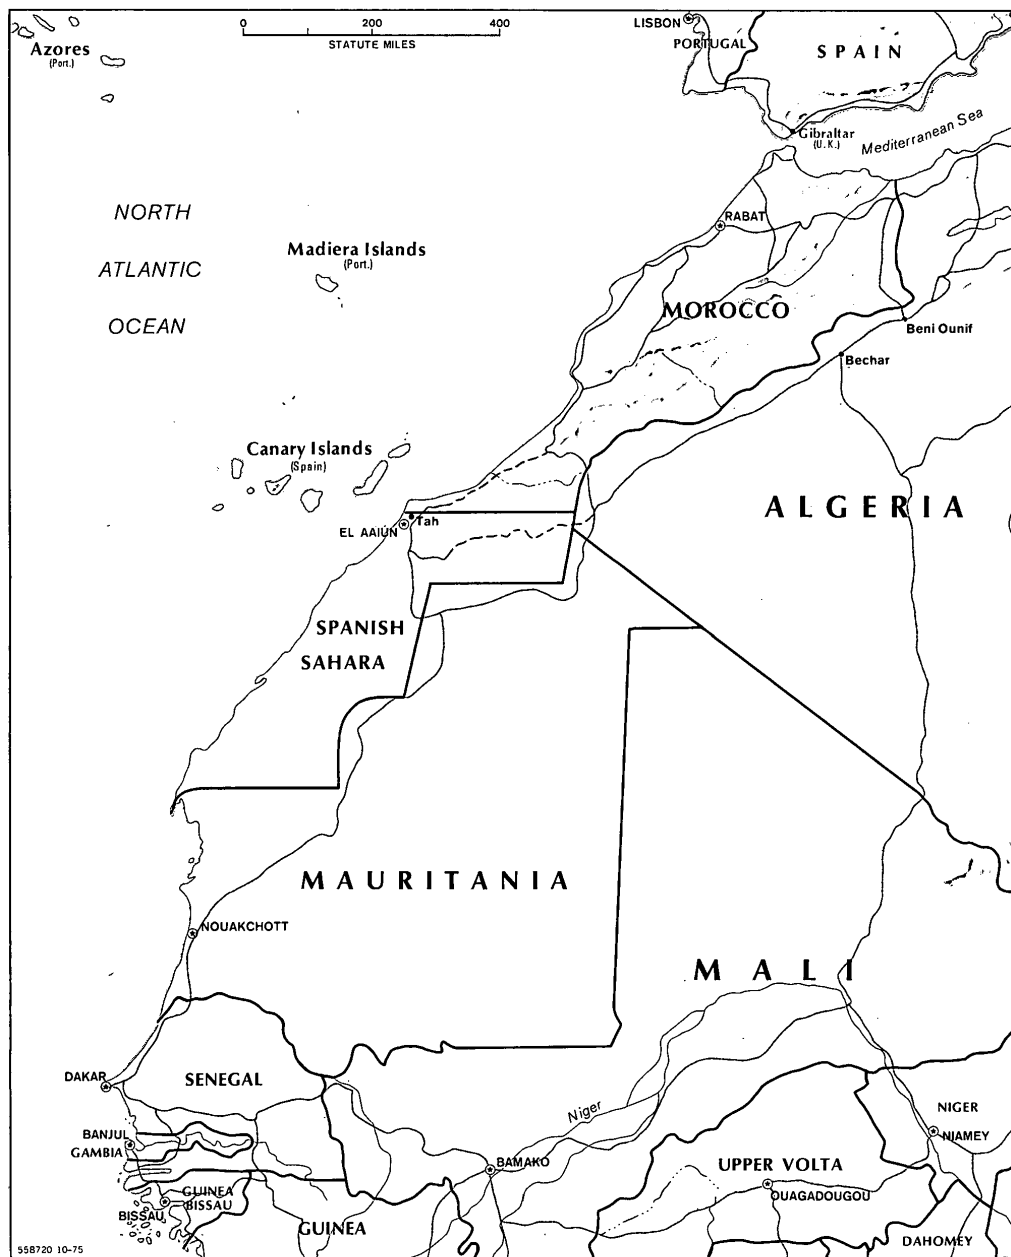 Azores
(Port.)
0 200 400
STATUTE MILES
LISBON
PORTUGAL
SPAIN
Gibraltar
(U.K.)
Mediterranean Sea
NORTH
ATLANTIC
OCEAN
RABAT
Madiera Islands
(Port.)
MOROCCO
Beni Ounif
Bechar
Canary Islands
(Spain)
ALGERIA
Tah
EL AAIÚN
SPANISH
SAHARA
MAURITANIA
NOUAKCHOTT
MALI
DAKAR
SENEGAL
Niger
NIGER
NIAMEY
BANJUL
GAMBIA
BAMAKO
UPPER VOLTA
OUAGADOUGOU
GUINEA
BISSAU
BISSAU
GUINEA
DAHOMEY
558720 10-75